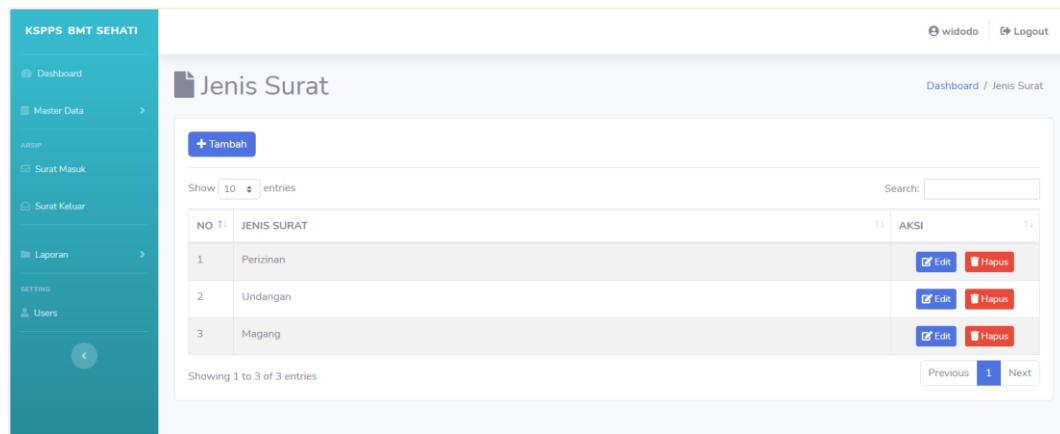 KSPPS BMT SEHATI
widodo Logout
Dashboard
Master Data
ARSIP
Surat Masuk
Surat Keluar
Laporan
SETTING
Users
Jenis Surat
Dashboard / Jenis Surat
+ Tambah
Show 10 entries
Search:
NO JENIS SURAT AKSI
1 Perizinan Edit Hapus
2 Undangan Edit Hapus
3 Magang Edit Hapus
Showing 1 to 3 of 3 entries
Previous 1 Next